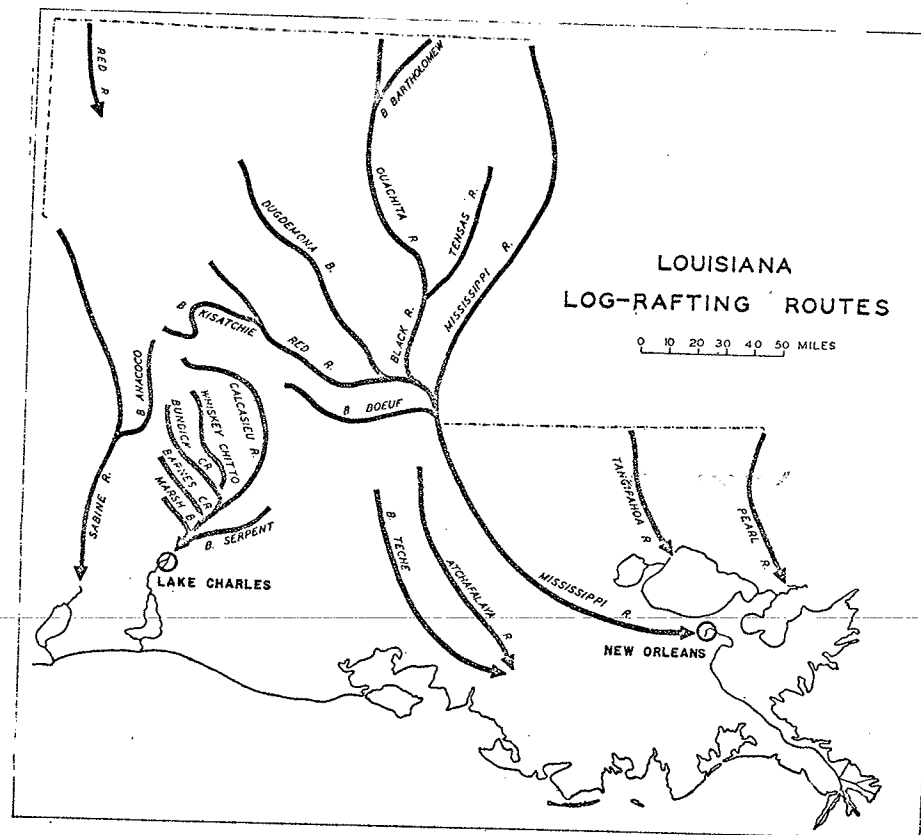 RED R.
B BARTHOLOMEW
OUACHITA R
TENSAS R.
DUGDEMONA B.
MISSISSIPPI R.
LOUISIANA
LOG-RAFTING ROUTES
0 10 20 30 40 50 MILES
B KISATCHIE
RED R.
BLACK R.
B ANACOCO
CALCASIEU R.
WHISKEY CHITTO
BUNDICK CR
BARNES CR
MARSH B
B BOEUF
SABINE R.
B. SERPENT
LAKE CHARLES
B TECHE
ATCHAFALAYA R
TANGIPAHOA R
PEARL R.
MISSISSIPPI R.
NEW ORLEANS